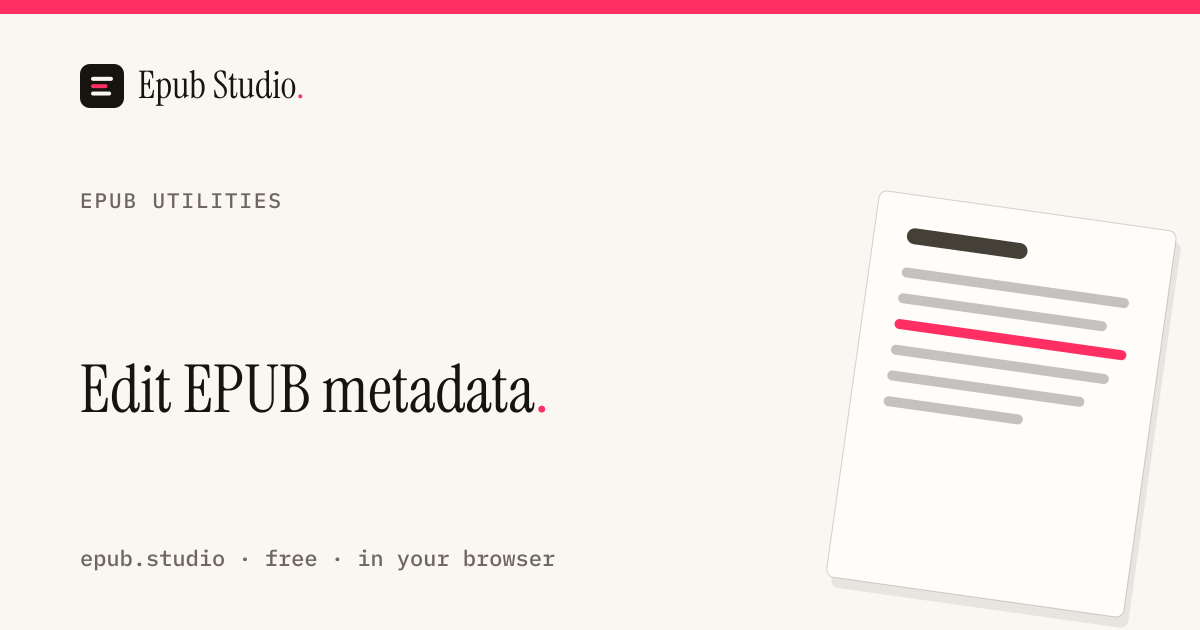 Epub Studio.
EPUB UTILITIES
Edit EPUB metadata.
epub.studio · free · in your browser